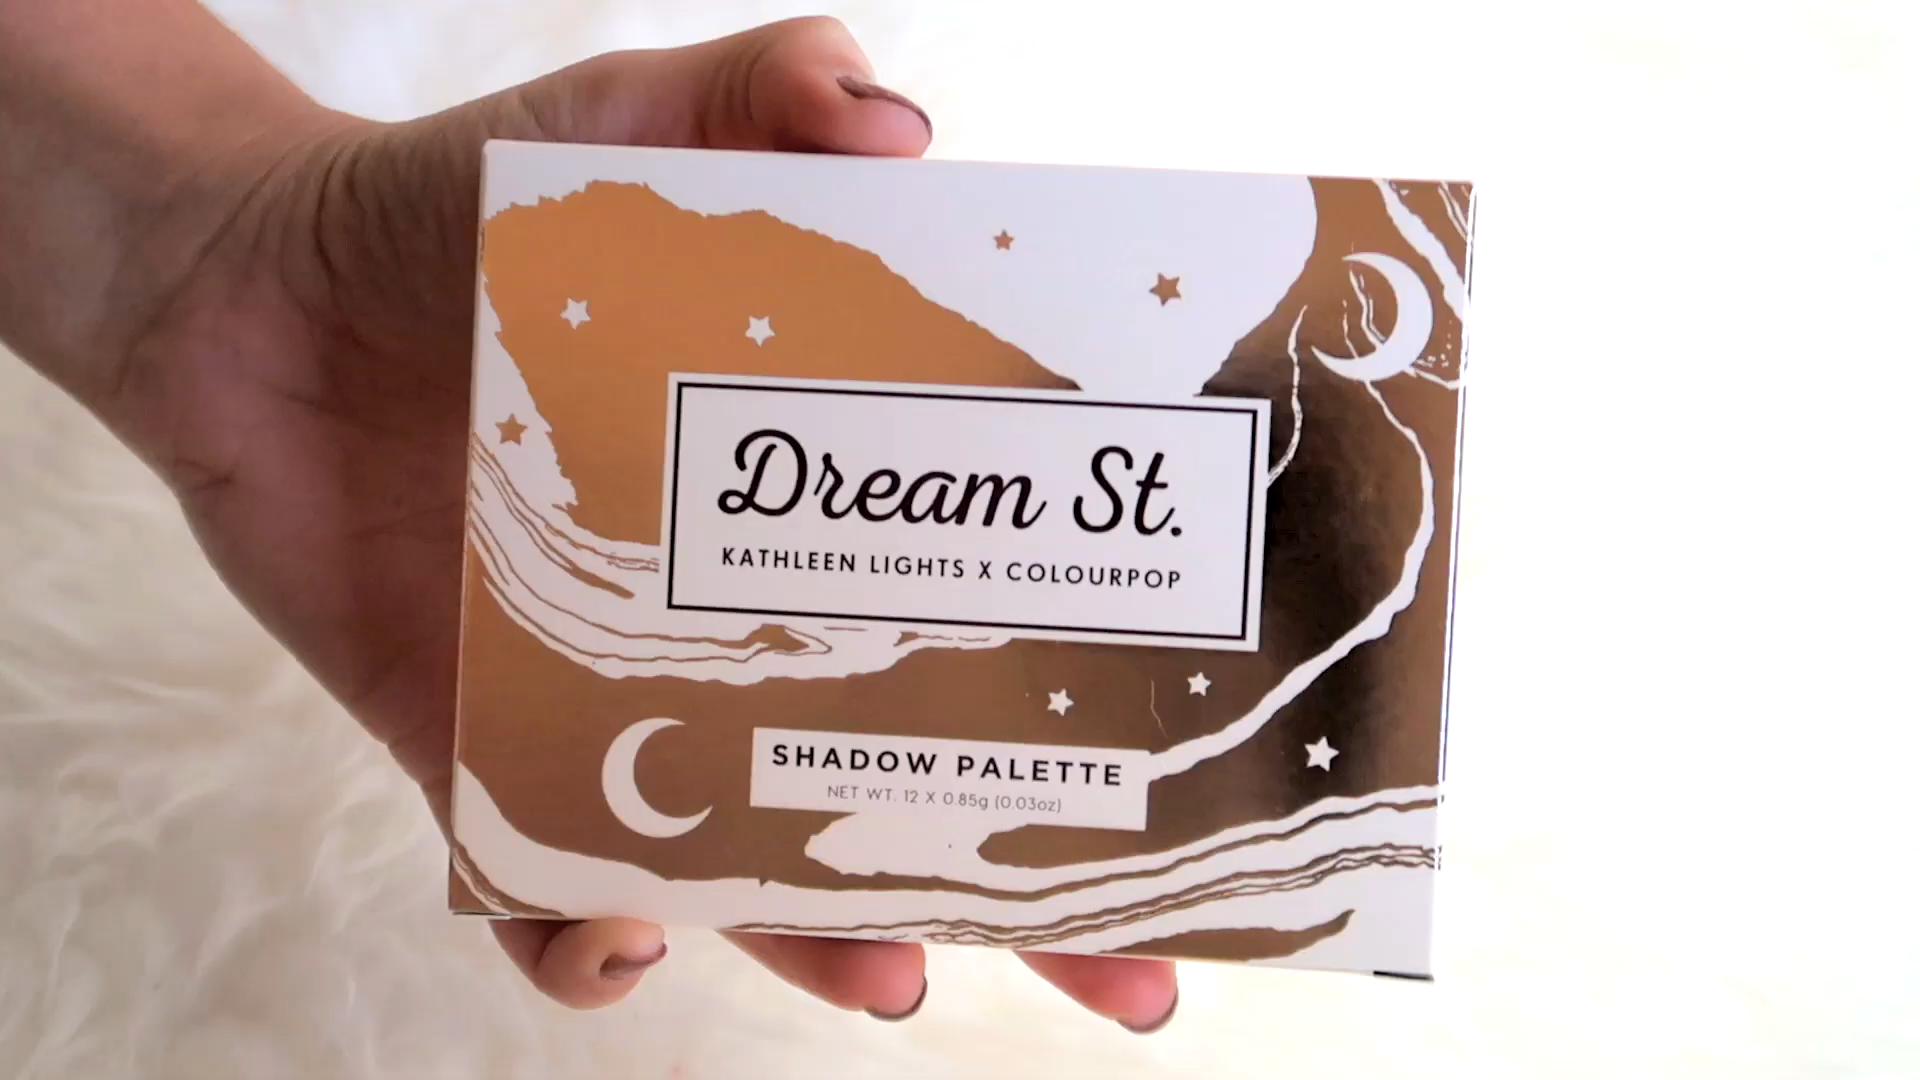 Dream St.
KATHLEEN LIGHTS X COLOURPOP
SHADOW PALETTE
NET WT. 12 X 0.85g (0.03oz)